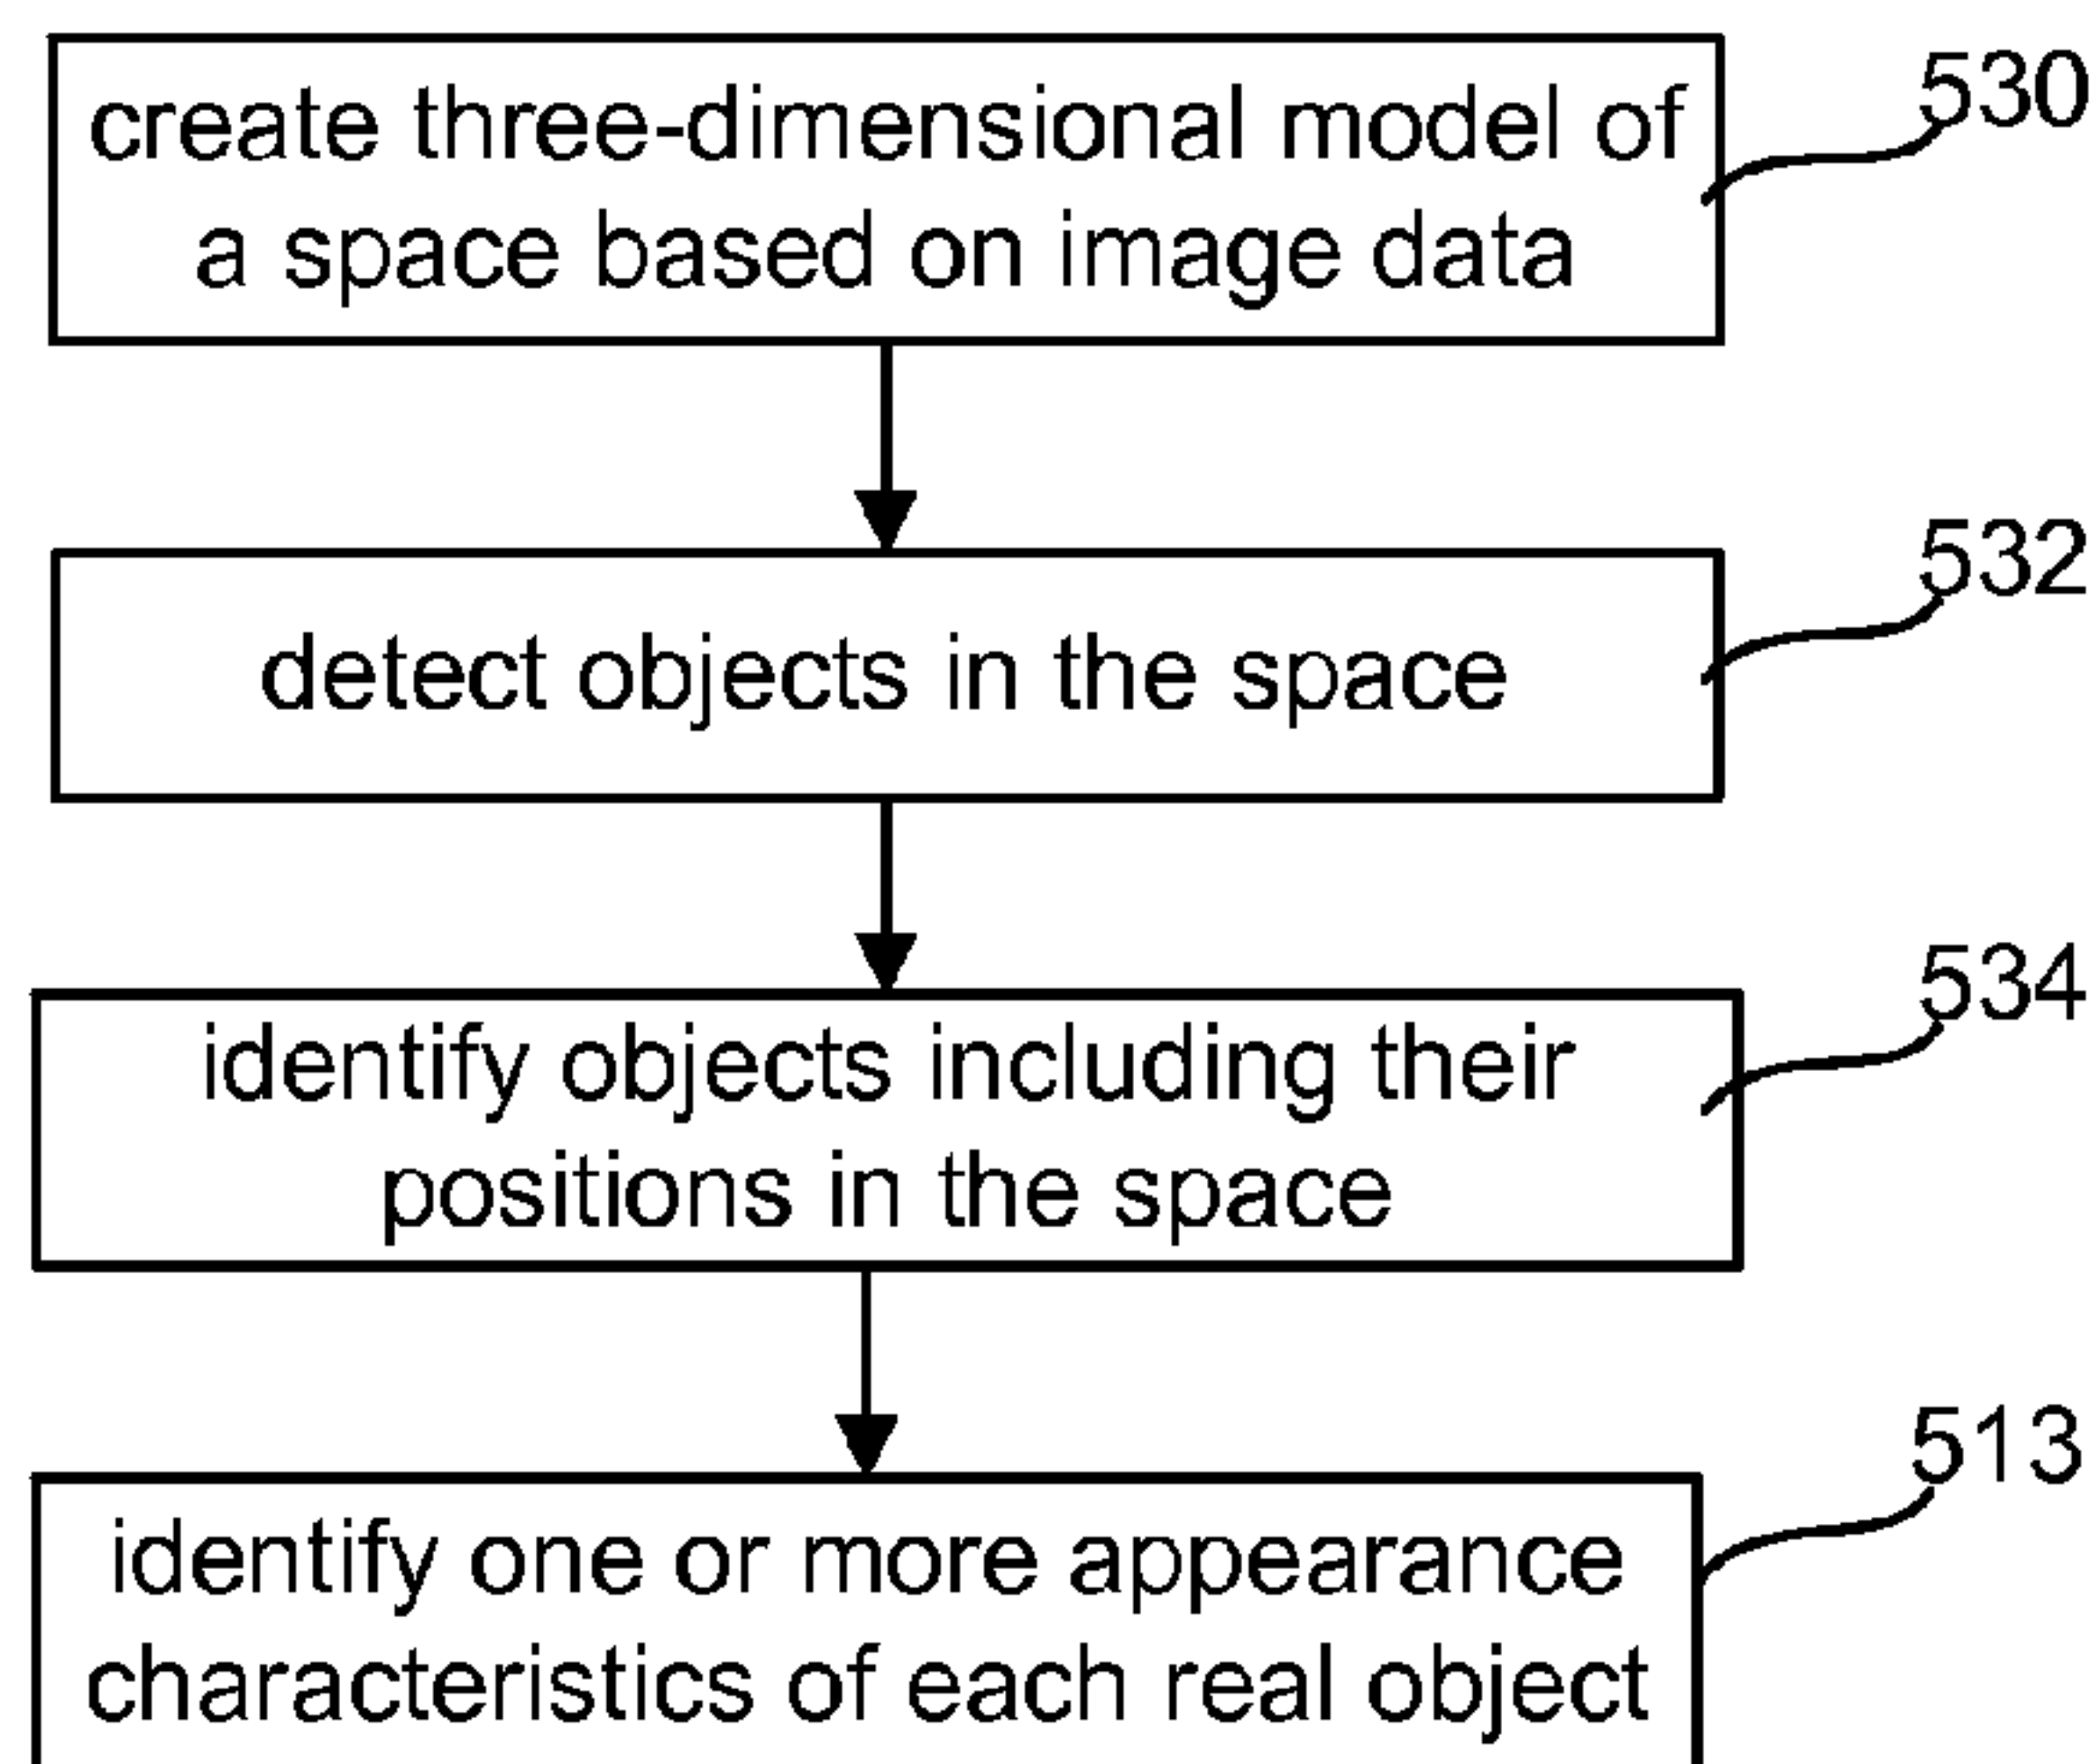 create three-dimensional model of
a space based on image data
530
detect objects in the space
532
identify objects including their
positions in the space
534
identify one or more appearance
characteristics of each real object
513